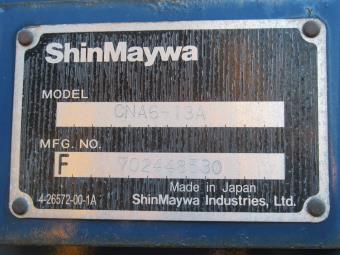 ShinMaywa
MODEL
CNA6-13A
MFG. NO.
F 702448530
Made in Japan
4-26572-00-1A ShinMaywa Industries, Ltd.